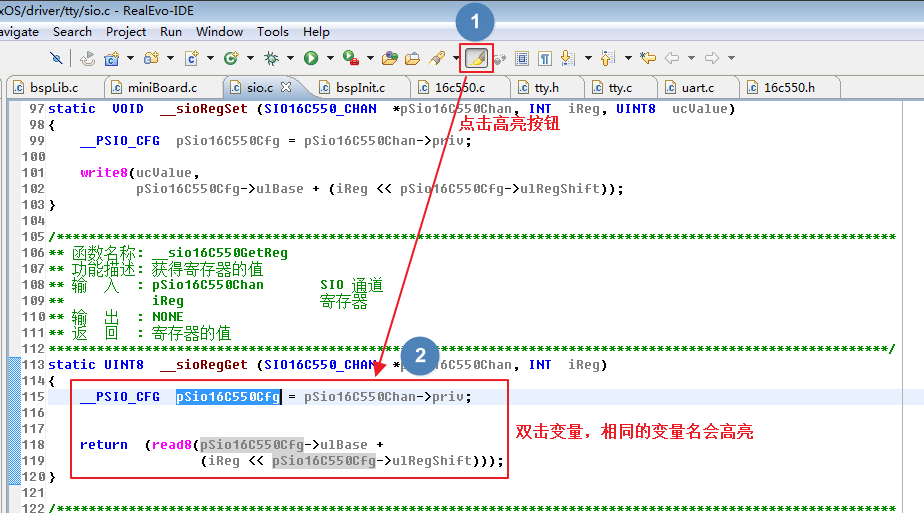 xOS/driver/tty/sio.c - RealEvo-IDE
avigate Search Project Run Window Tools Help
1
bspLib.c miniBoard.c sio.c bspInit.c 16c550.c tty.h tty.c uart.c 16c550.h
97 static VOID __sioRegSet (SIO16C550_CHAN *pSio16C550Chan, INT iReg, UINT8 ucValue)
点击高亮按钮
98 {
99 __PSIO_CFG pSio16C550Cfg = pSio16C550Chan->priv;
100
101 write8(ucValue,
102 pSio16C550Cfg->ulBase + (iReg << pSio16C550Cfg->ulRegShift));
103 }
104
105 /*********************************************************************************************************
106 ** 函数名称: __sio16C550GetReg
107 ** 功能描述: 获得寄存器的值
108 ** 输　入 : pSio16C550Chan SIO 通道
109 ** iReg 寄存器
110 ** 输　出 : NONE
111 ** 返　回 : 寄存器的值
112 *********************************************************************************************************/
2
113 static UINT8 __sioRegGet (SIO16C550_CHAN *pSio16C550Chan, INT iReg)
114 {
115 __PSIO_CFG pSio16C550Cfg = pSio16C550Chan->priv;
116
117
双击变量，相同的变量名会高亮
118 return (read8(pSio16C550Cfg->ulBase +
119 (iReg << pSio16C550Cfg->ulRegShift)));
120 }
121
122 /*********************************************************************************************************